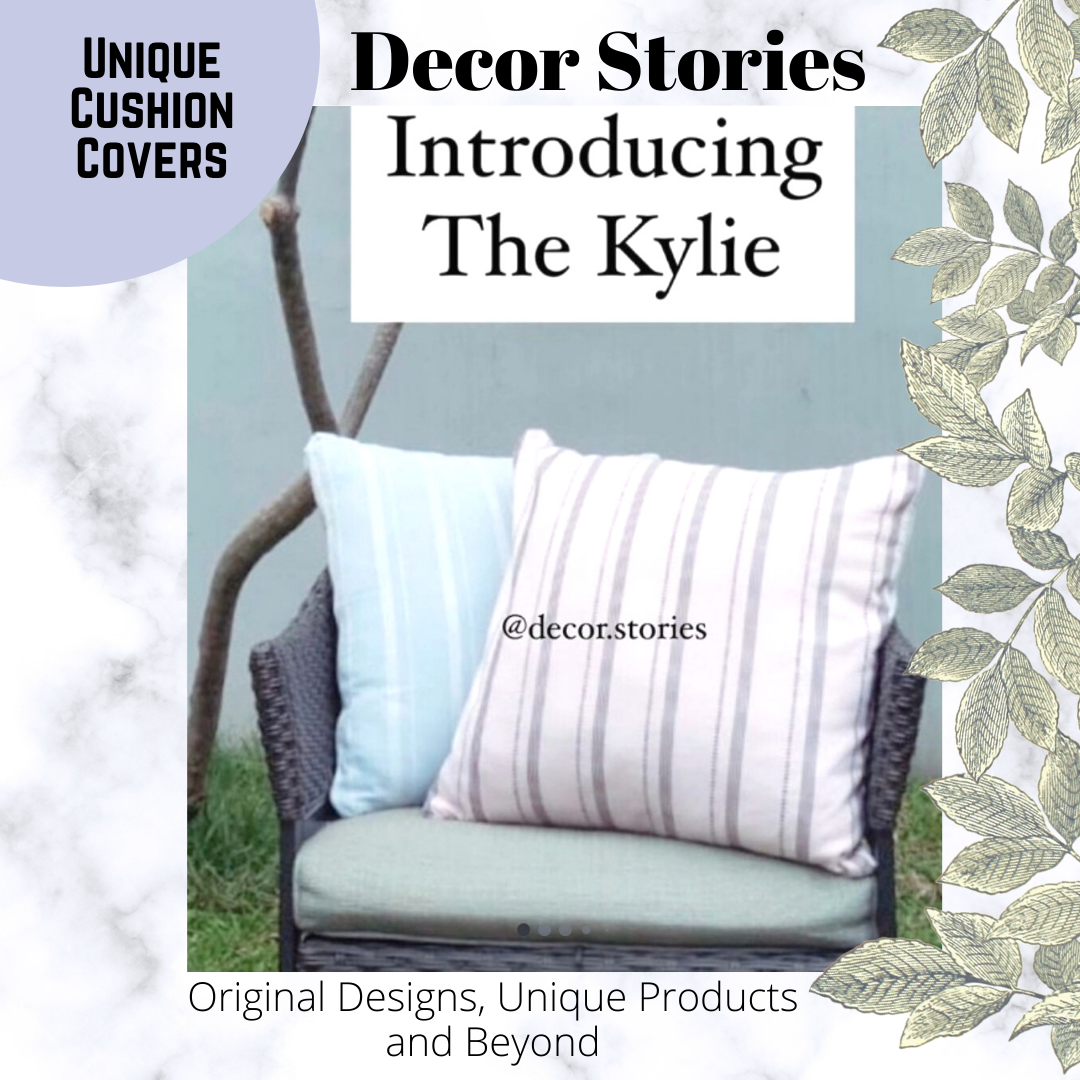 Unique
Cushion
Covers
Decor Stories
Introducing
The Kylie
@decor.stories
Original Designs, Unique Products
and Beyond